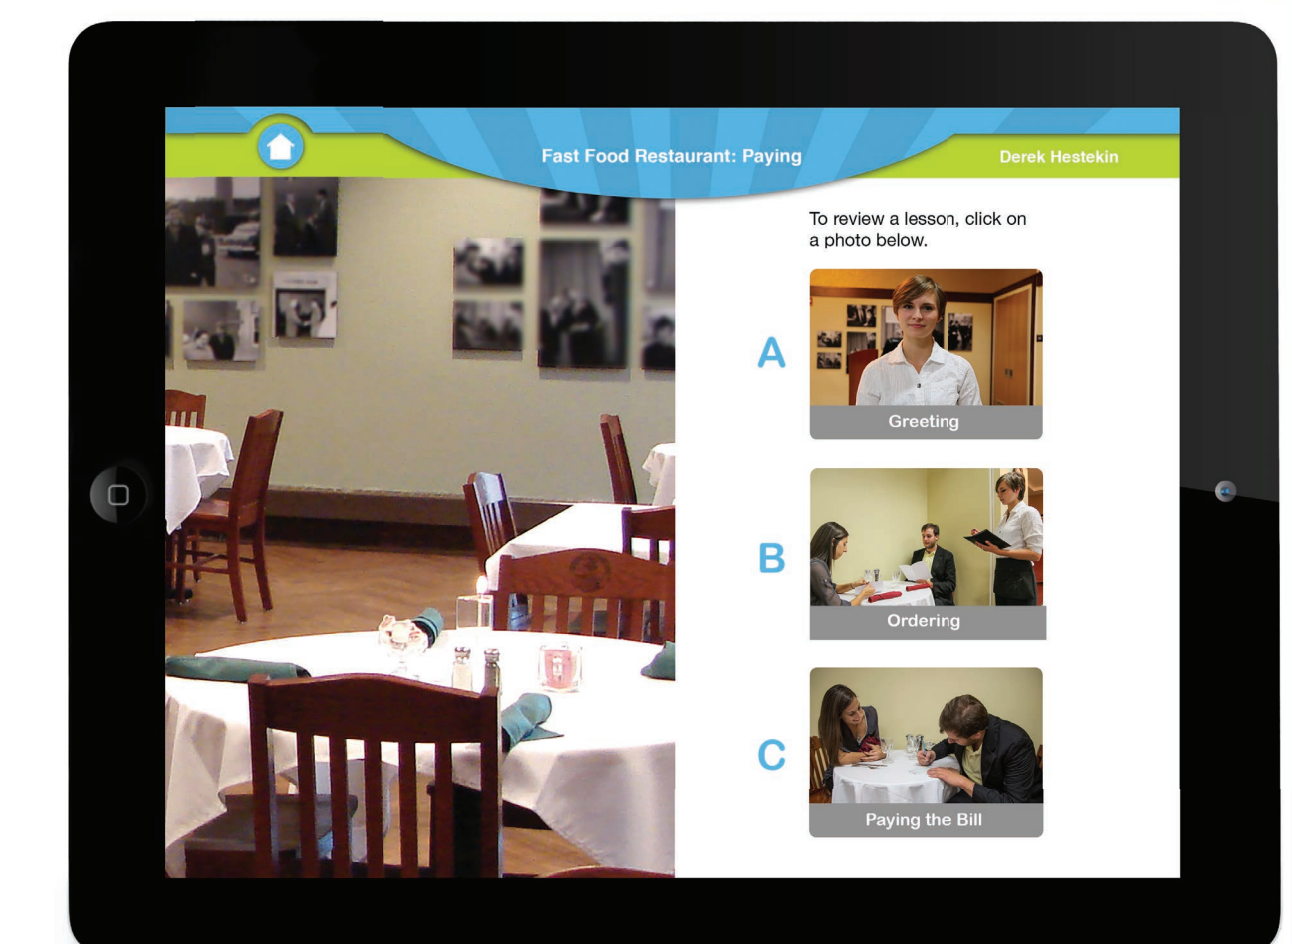 Fast Food Restaurant: Paying
Derek Hestekin
To review a lesson, click on
a photo below.
A
Greeting
B
Ordering
C
Paying the Bill